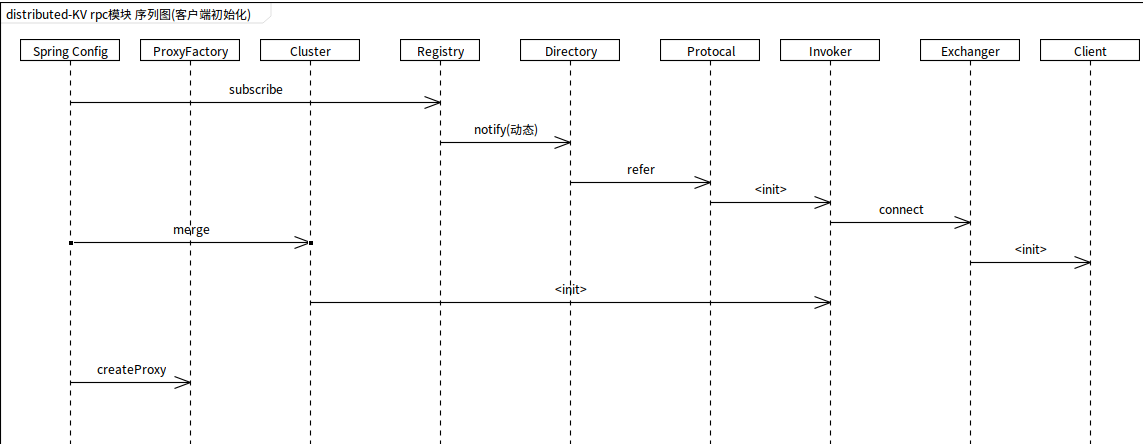 distributed-KV rpc模块 序列图(客户端初始化)
Spring Config
ProxyFactory
Cluster
Registry
Directory
Protocal
Invoker
Exchanger
Client
subscribe
notify(动态)
refer
<init>
connect
merge
<init>
<init>
createProxy